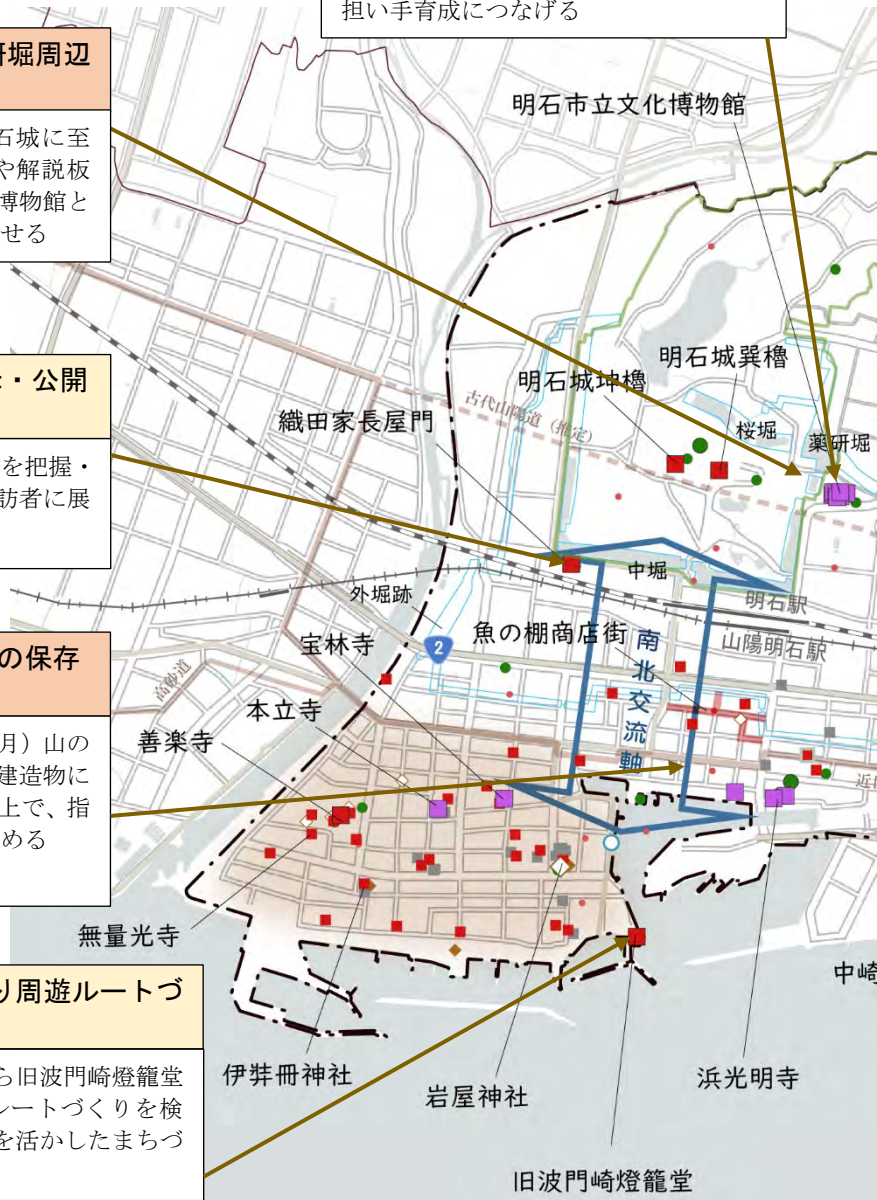 担い手育成につなげる
研堀周辺
石城に至
や解説板
博物館と
せる
・公開
を把握・
訪者に展
の保存
月）山の
建造物に
上で、指
める
り周遊ルートづ
ら旧波門崎燈籠堂
ルートづくりを検
を活かしたまちづ
明石市立文化博物館
明石城巽櫓
明石城坤櫓
桜堀
薬研堀
古代山陽道（推定）
織田家長屋門
中堀
明石駅
山陽明石駅
外堀跡
魚の棚商店街
宝林寺
2
南北交流軸
高砂道
本立寺
善楽寺
無量光寺
中崎
伊弉冊神社
岩屋神社
浜光明寺
旧波門崎燈籠堂